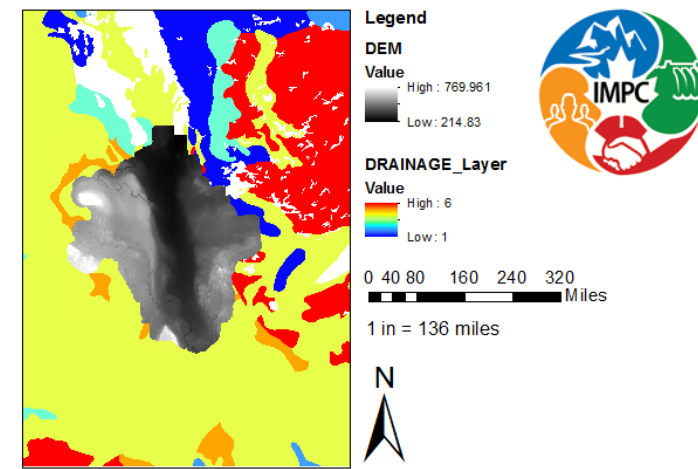 Legend
DEM
Value
High : 769.961
Low : 214.83
DRAINAGE_Layer
Value
High : 6
Low : 1
0 40 80 160 240 320
Miles
1 in = 136 miles
N
IMPC